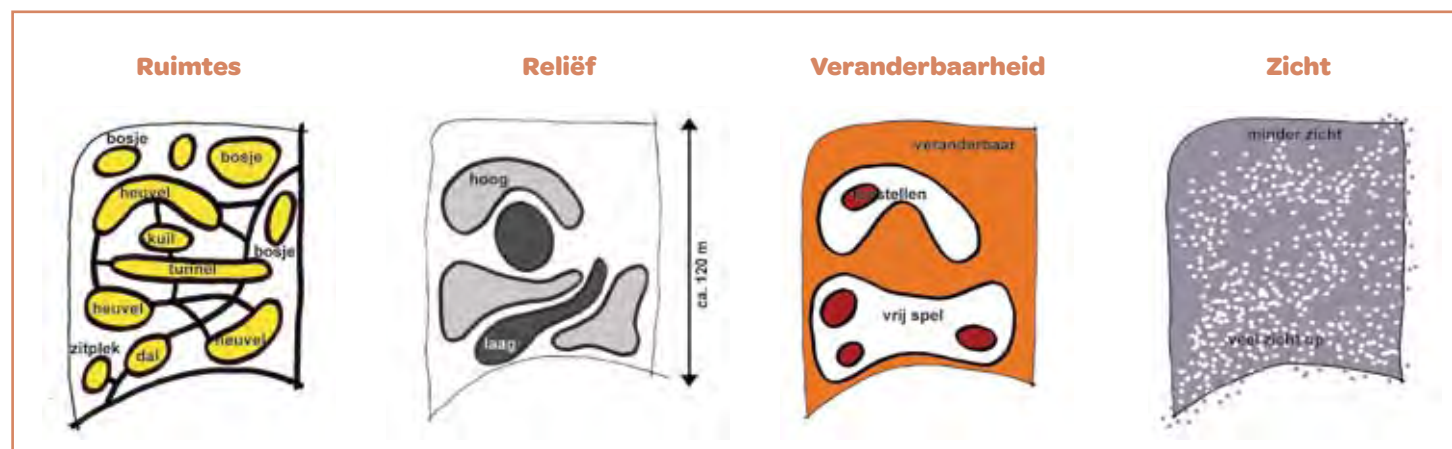 Ruimtes
bosje
bosje
heuvel
kuil
bosje
tunnel
heuvel
heuvel
zitplek
dal
Reliëf
hoog
laag
ca. 120 m
Veranderbaarheid
veranderbaar
toestellen
vrij spel
Zicht
minder zicht
veel zicht op